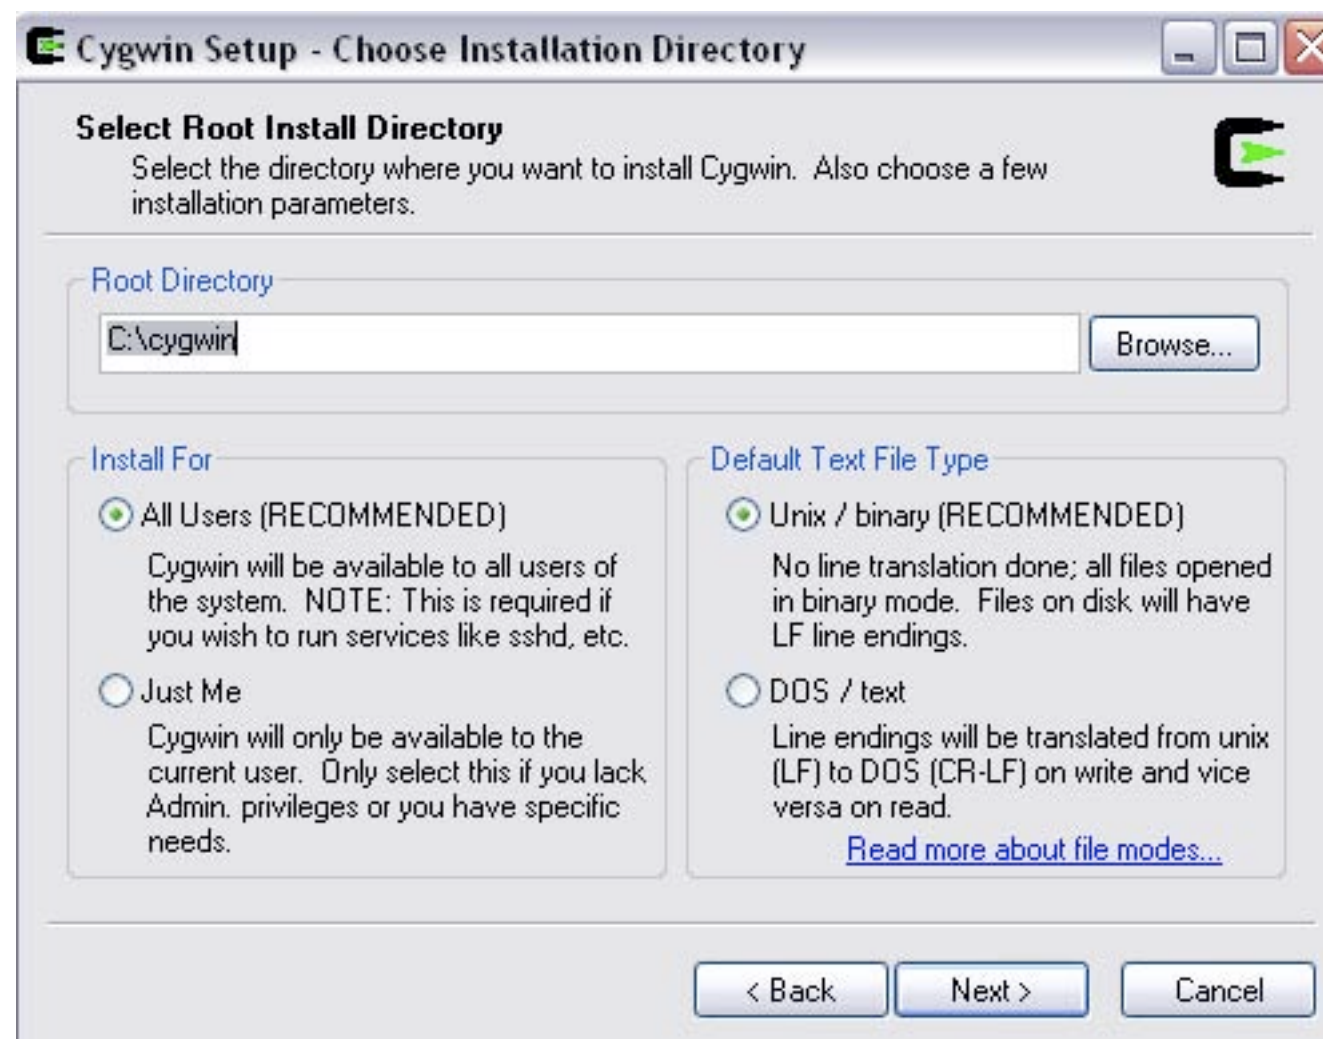 Cygwin Setup - Choose Installation Directory
Select Root Install Directory
Select the directory where you want to install Cygwin. Also choose a few
installation parameters.
Root Directory
C:\cygwin
Browse...
Install For
All Users (RECOMMENDED)
Cygwin will be available to all users of
the system. NOTE: This is required if
you wish to run services like sshd, etc.
Just Me
Cygwin will only be available to the
current user. Only select this if you lack
Admin. privileges or you have specific
needs.
Default Text File Type
Unix / binary (RECOMMENDED)
No line translation done; all files opened
in binary mode. Files on disk will have
LF line endings.
DOS / text
Line endings will be translated from unix
(LF) to DOS (CR-LF) on write and vice
versa on read.
Read more about file modes...
< Back
Next >
Cancel